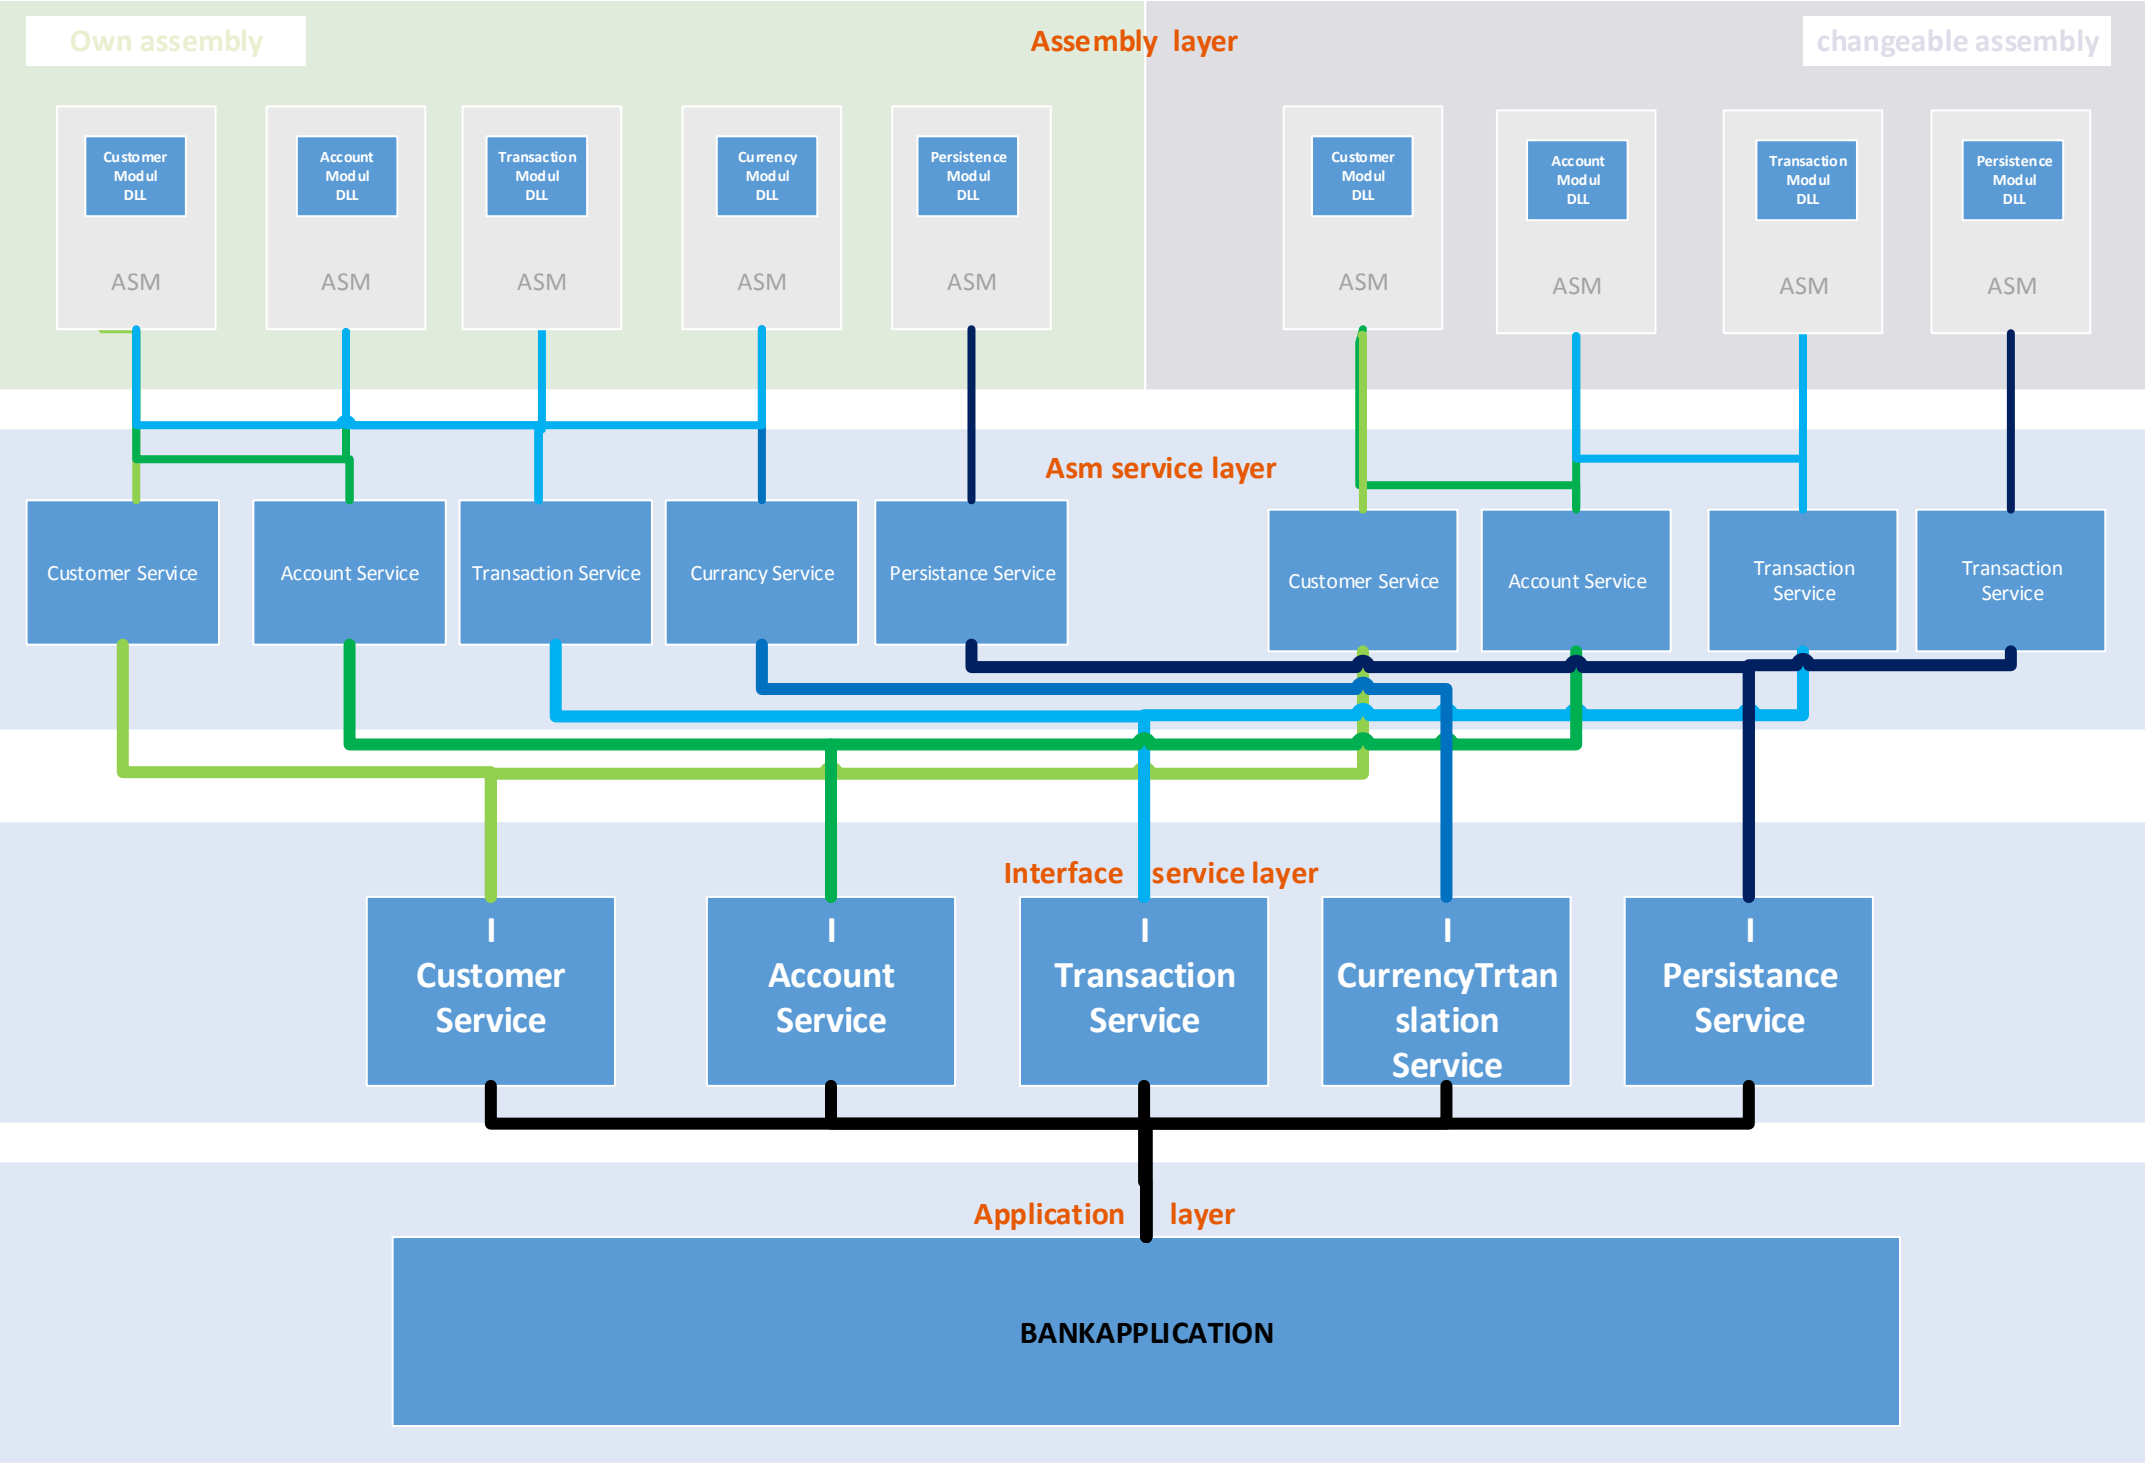 Own assembly
Assembly layer
changeable assembly
Customer
Modul
DLL
ASM
Account
Modul
DLL
ASM
Transaction
Modul
DLL
ASM
Currency
Modul
DLL
ASM
Persistence
Modul
DLL
ASM
Customer
Modul
DLL
ASM
Account
Modul
DLL
ASM
Transaction
Modul
DLL
ASM
Persistence
Modul
DLL
ASM
Asm service layer
Customer Service
Account Service
Transaction Service
Currancy Service
Persistance Service
Customer Service
Account Service
Transaction
Service
Transaction
Service
Interface service layer
I
Customer
Service
I
Account
Service
I
Transaction
Service
I
CurrencyTrtan
slation
Service
I
Persistance
Service
Application layer
BANKAPPLICATION